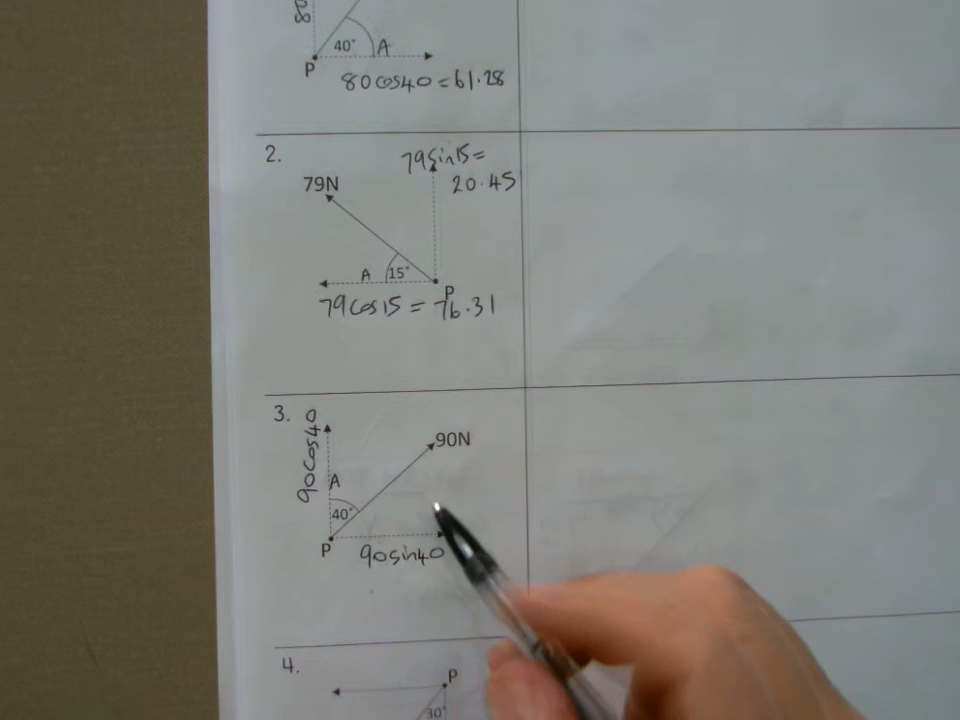 8
40°
A
P
80cos40 = 61.28
2.
79sin15 =
20.45
79N
A
15°
P
79cos15 = 76.31
3.
90cos40
90N
A
40°
P
90sin40
4.
P
30°